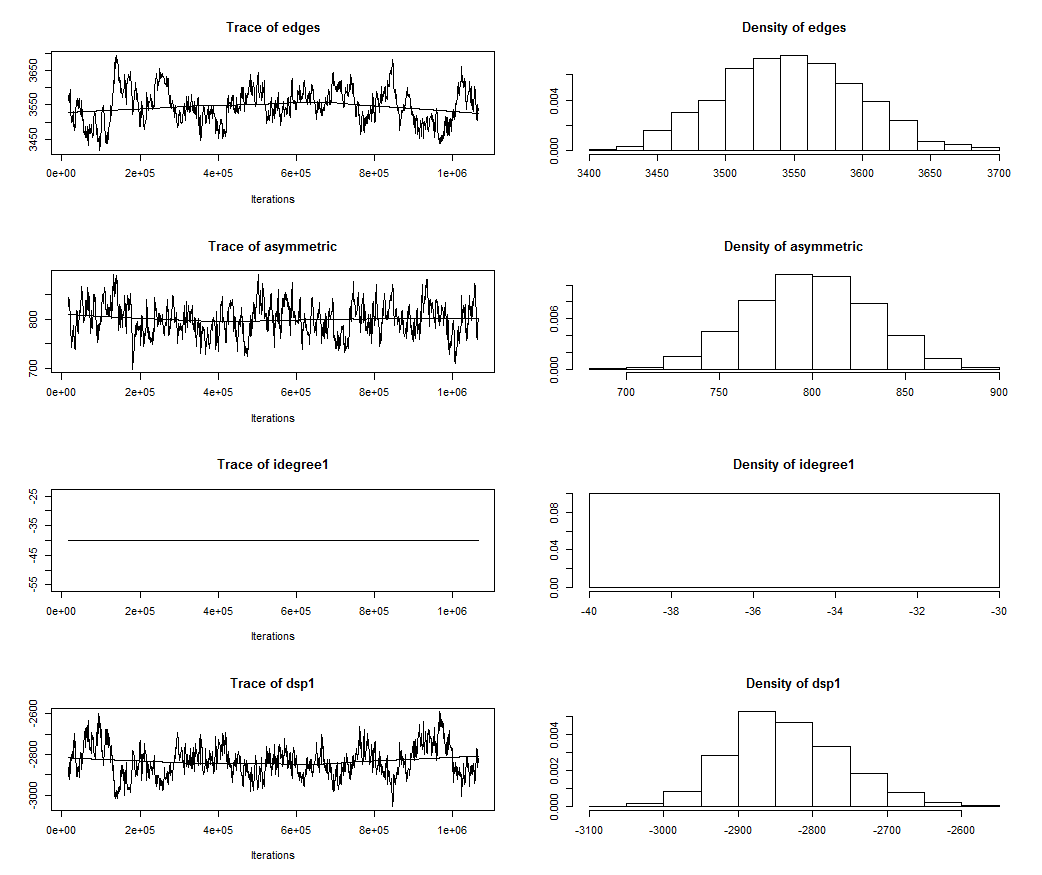 Trace of edges
3450 3550 3650
0e+00 2e+05 4e+05 6e+05 8e+05 1e+06
Iterations
Density of edges
0.000 0.004
3400 3450 3500 3550 3600 3650 3700
Trace of asymmetric
700 800
0e+00 2e+05 4e+05 6e+05 8e+05 1e+06
Iterations
Density of asymmetric
0.000 0.006
700 750 800 850 900
Trace of idegree1
-55 -45 -35 -25
0e+00 2e+05 4e+05 6e+05 8e+05 1e+06
Iterations
Density of idegree1
0.00 0.04 0.08
-40 -38 -36 -34 -32 -30
Trace of dsp1
-3000 -2800 -2600
0e+00 2e+05 4e+05 6e+05 8e+05 1e+06
Iterations
Density of dsp1
0.000 0.002 0.004
-3100 -3000 -2900 -2800 -2700 -2600